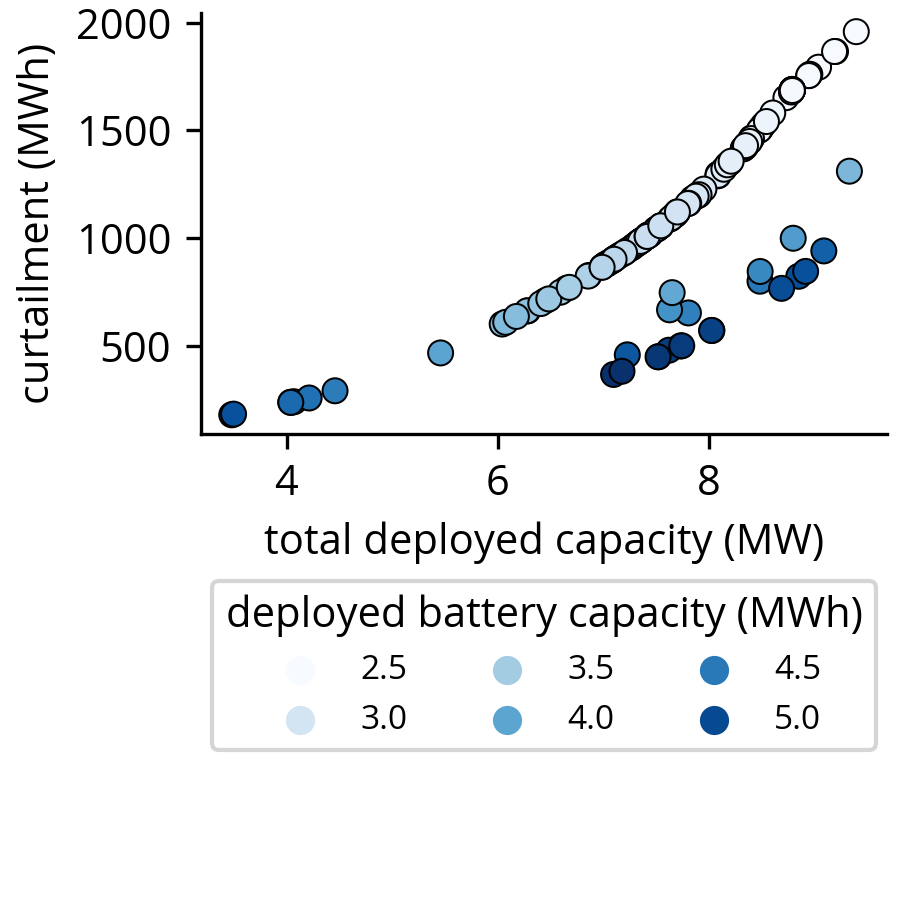 2000
1500
1000
500
curtailment (MWh)
4 6 8
total deployed capacity (MW)
deployed battery capacity (MWh)
2.5 3.5 4.5
3.0 4.0 5.0